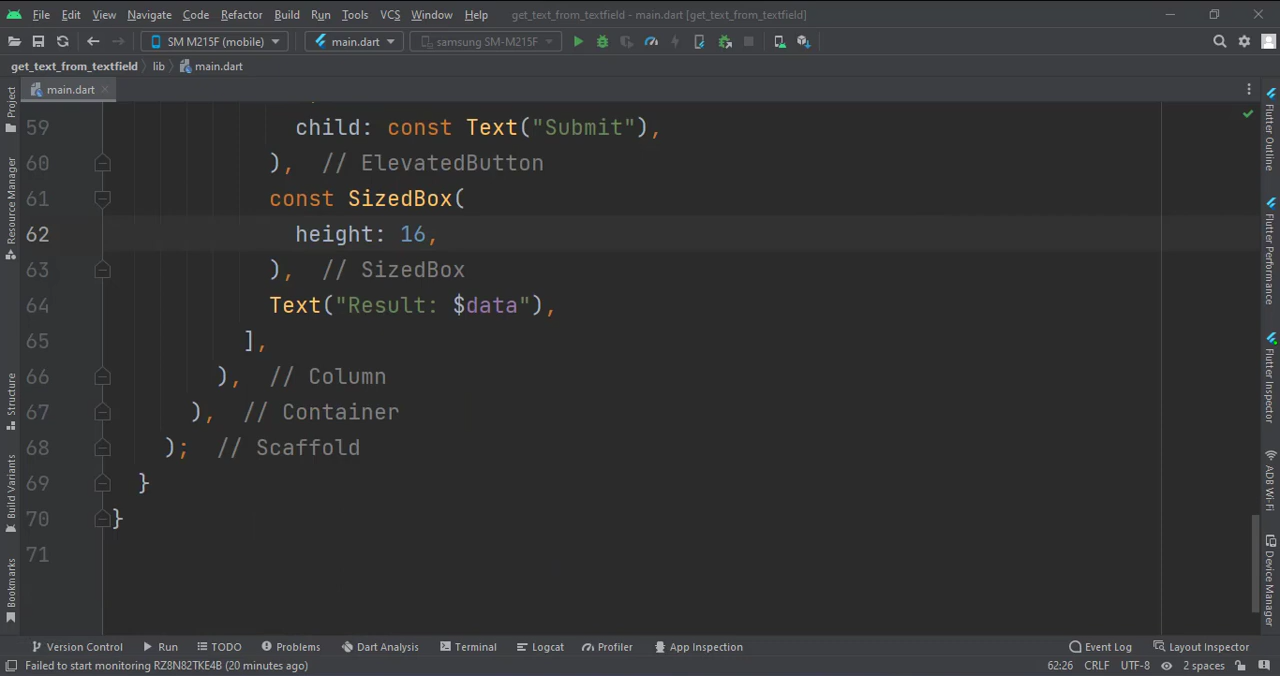 File Edit View Navigate Code Refactor Build Run Tools VCS Window Help get_text_from_textfield - main.dart [get_text_from_textfield]
SM M215F (mobile) main.dart samsung SM-M215F
get_text_from_textfield lib main.dart
main.dart
Project
Resource Manager
Structure
Build Variants
Bookmarks
59 child: const Text("Submit"),
60 ), // ElevatedButton
61 const SizedBox(
62 height: 16,
63 ), // SizedBox
64 Text("Result: $data"),
65 ],
66 ), // Column
67 ), // Container
68 ); // Scaffold
69 }
70 }
71
Flutter Outline
Flutter Performance
Flutter Inspector
ADB Wi-Fi
Device Manager
Version Control Run TODO Problems Dart Analysis Terminal Logcat Profiler App Inspection Event Log Layout Inspector
Failed to start monitoring RZ8N82TKE4B (20 minutes ago) 62:26 CRLF UTF-8 2 spaces